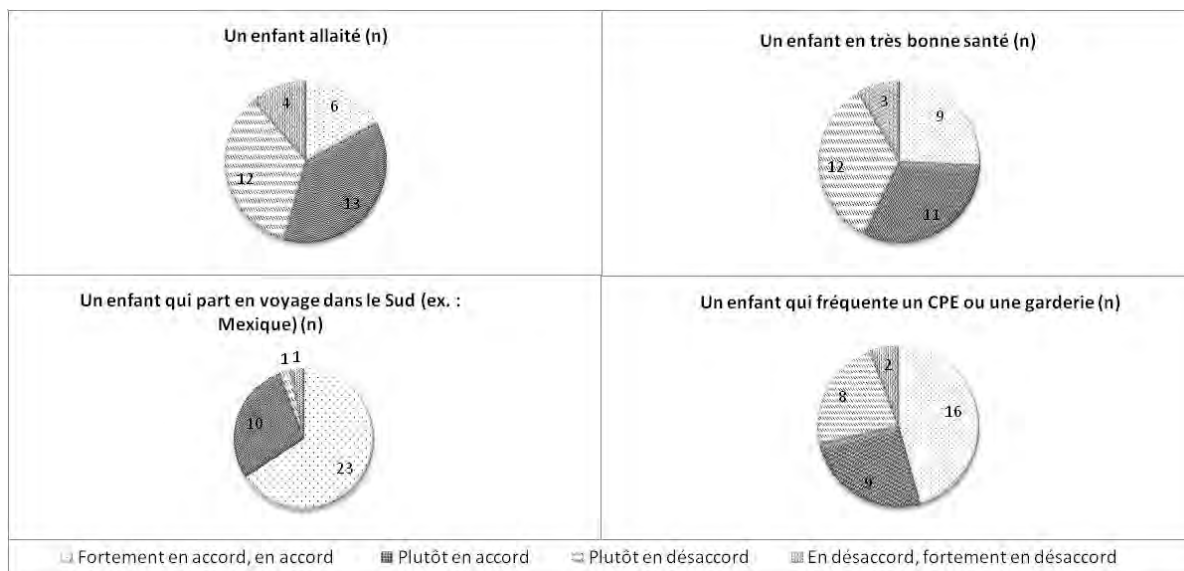 Un enfant allaité (n)
4
6
12
13
Un enfant en très bonne santé (n)
3
9
12
11
Un enfant qui part en voyage dans le Sud (ex. :
Mexique) (n)
1 1
10
23
Un enfant qui fréquente un CPE ou une garderie (n)
2
8
16
9
Fortement en accord, en accord Plutôt en accord Plutôt en désaccord En désaccord, fortement en désaccord